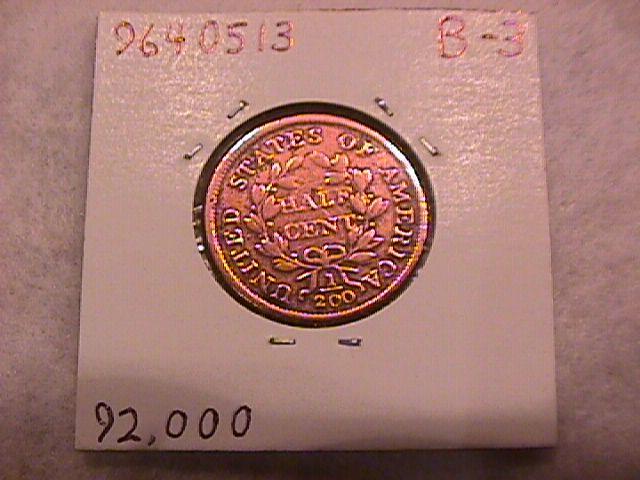 9640513 B-3
UNITED STATES OF AMERICA
HALF
CENT
1
200
92,000